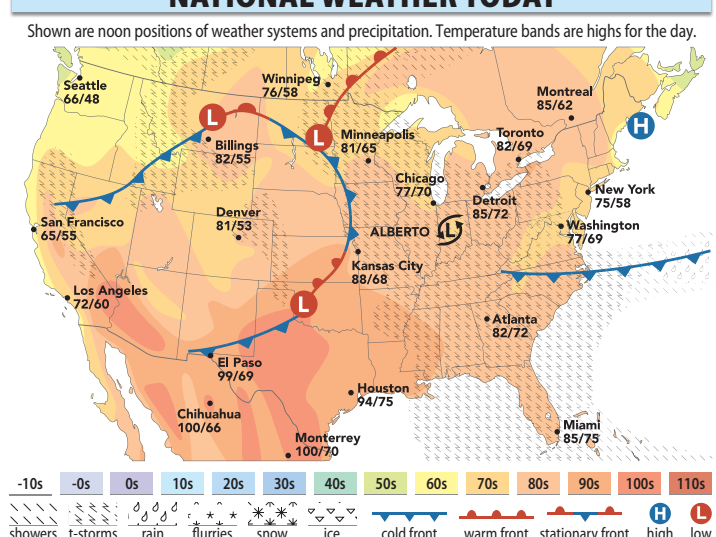 NATIONAL WEATHER TODAY
Shown are noon positions of weather systems and precipitation. Temperature bands are highs for the day.
Seattle
66/48
Winnipeg
76/58
Montreal
85/62
L
H
L
Billings
82/55
Minneapolis
81/65
Toronto
82/69
Chicago
77/70
Detroit
85/72
New York
75/58
San Francisco
65/55
Denver
81/53
ALBERTO
L
Washington
77/69
Kansas City
88/68
Los Angeles
72/60
L
Atlanta
82/72
El Paso
99/69
Houston
94/75
Chihuahua
100/66
Miami
85/75
Monterrey
100/70
-10s -0s 0s 10s 20s 30s 40s 50s 60s 70s 80s 90s 100s 110s
H L
showers t-storms rain flurries snow ice cold front warm front stationary front high low